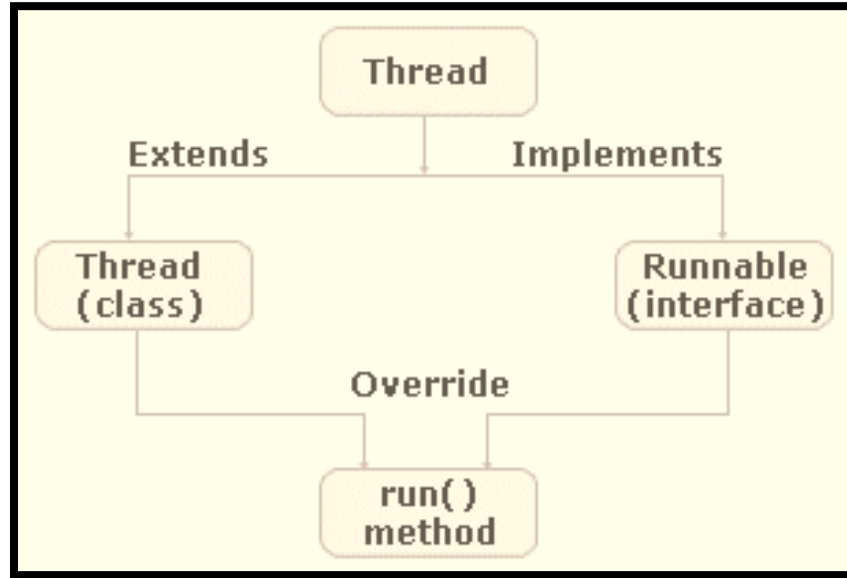 Thread
Extends
Implements
Thread
(class)
Runnable
(interface)
Override
run()
method